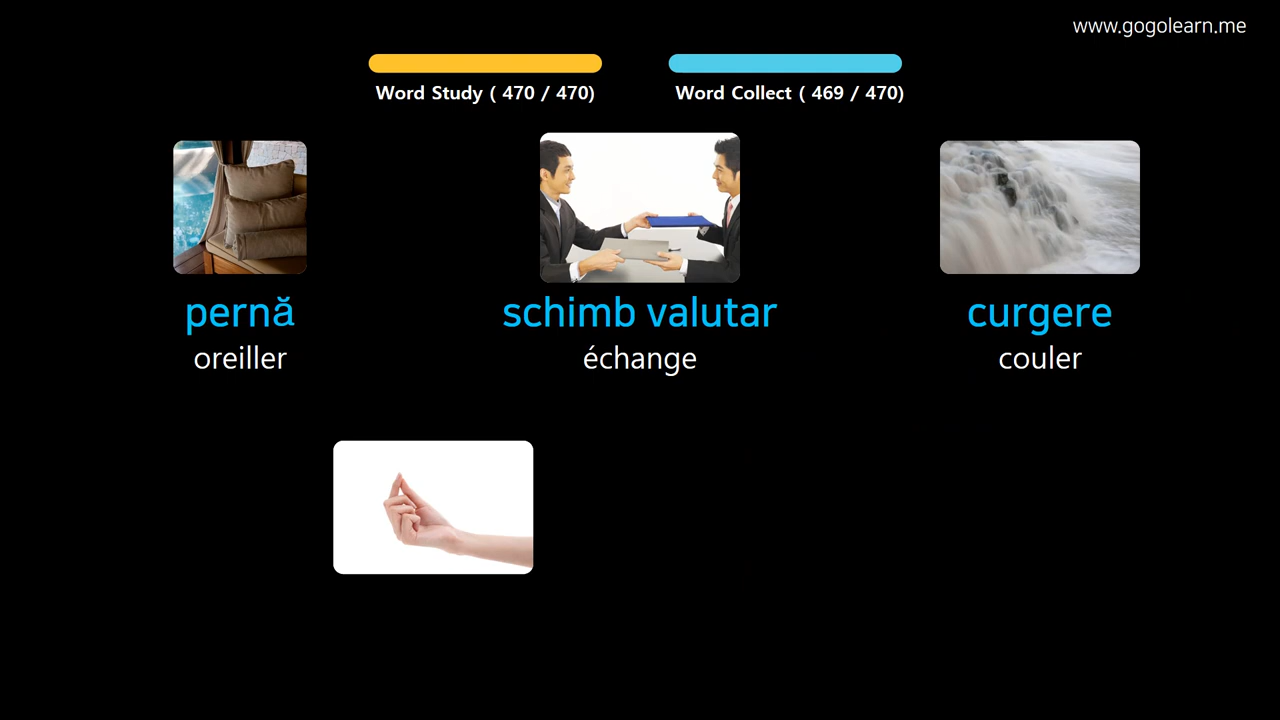 www.gogolearn.me
Word Study ( 470 / 470)
Word Collect ( 469 / 470)
pernă
oreiller
schimb valutar
échange
curgere
couler